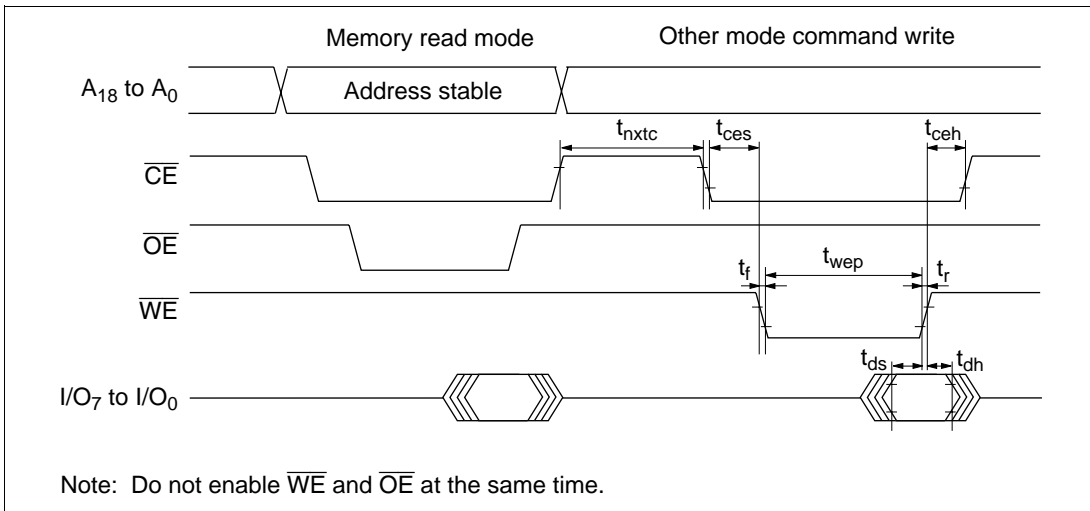 Memory read mode
Other mode command write
A18 to A0
Address stable
tnxtc
tces
tceh
CE
OE
tf
twep
tr
WE
tds
tdh
I/O7 to I/O0
Note: Do not enable WE and OE at the same time.